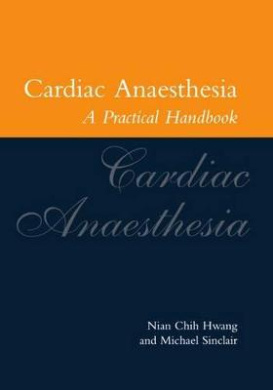 Cardiac Anaesthesia
A Practical Handbook
Cardiac
Anaesthesia
Nian Chih Hwang
and Michael Sinclair